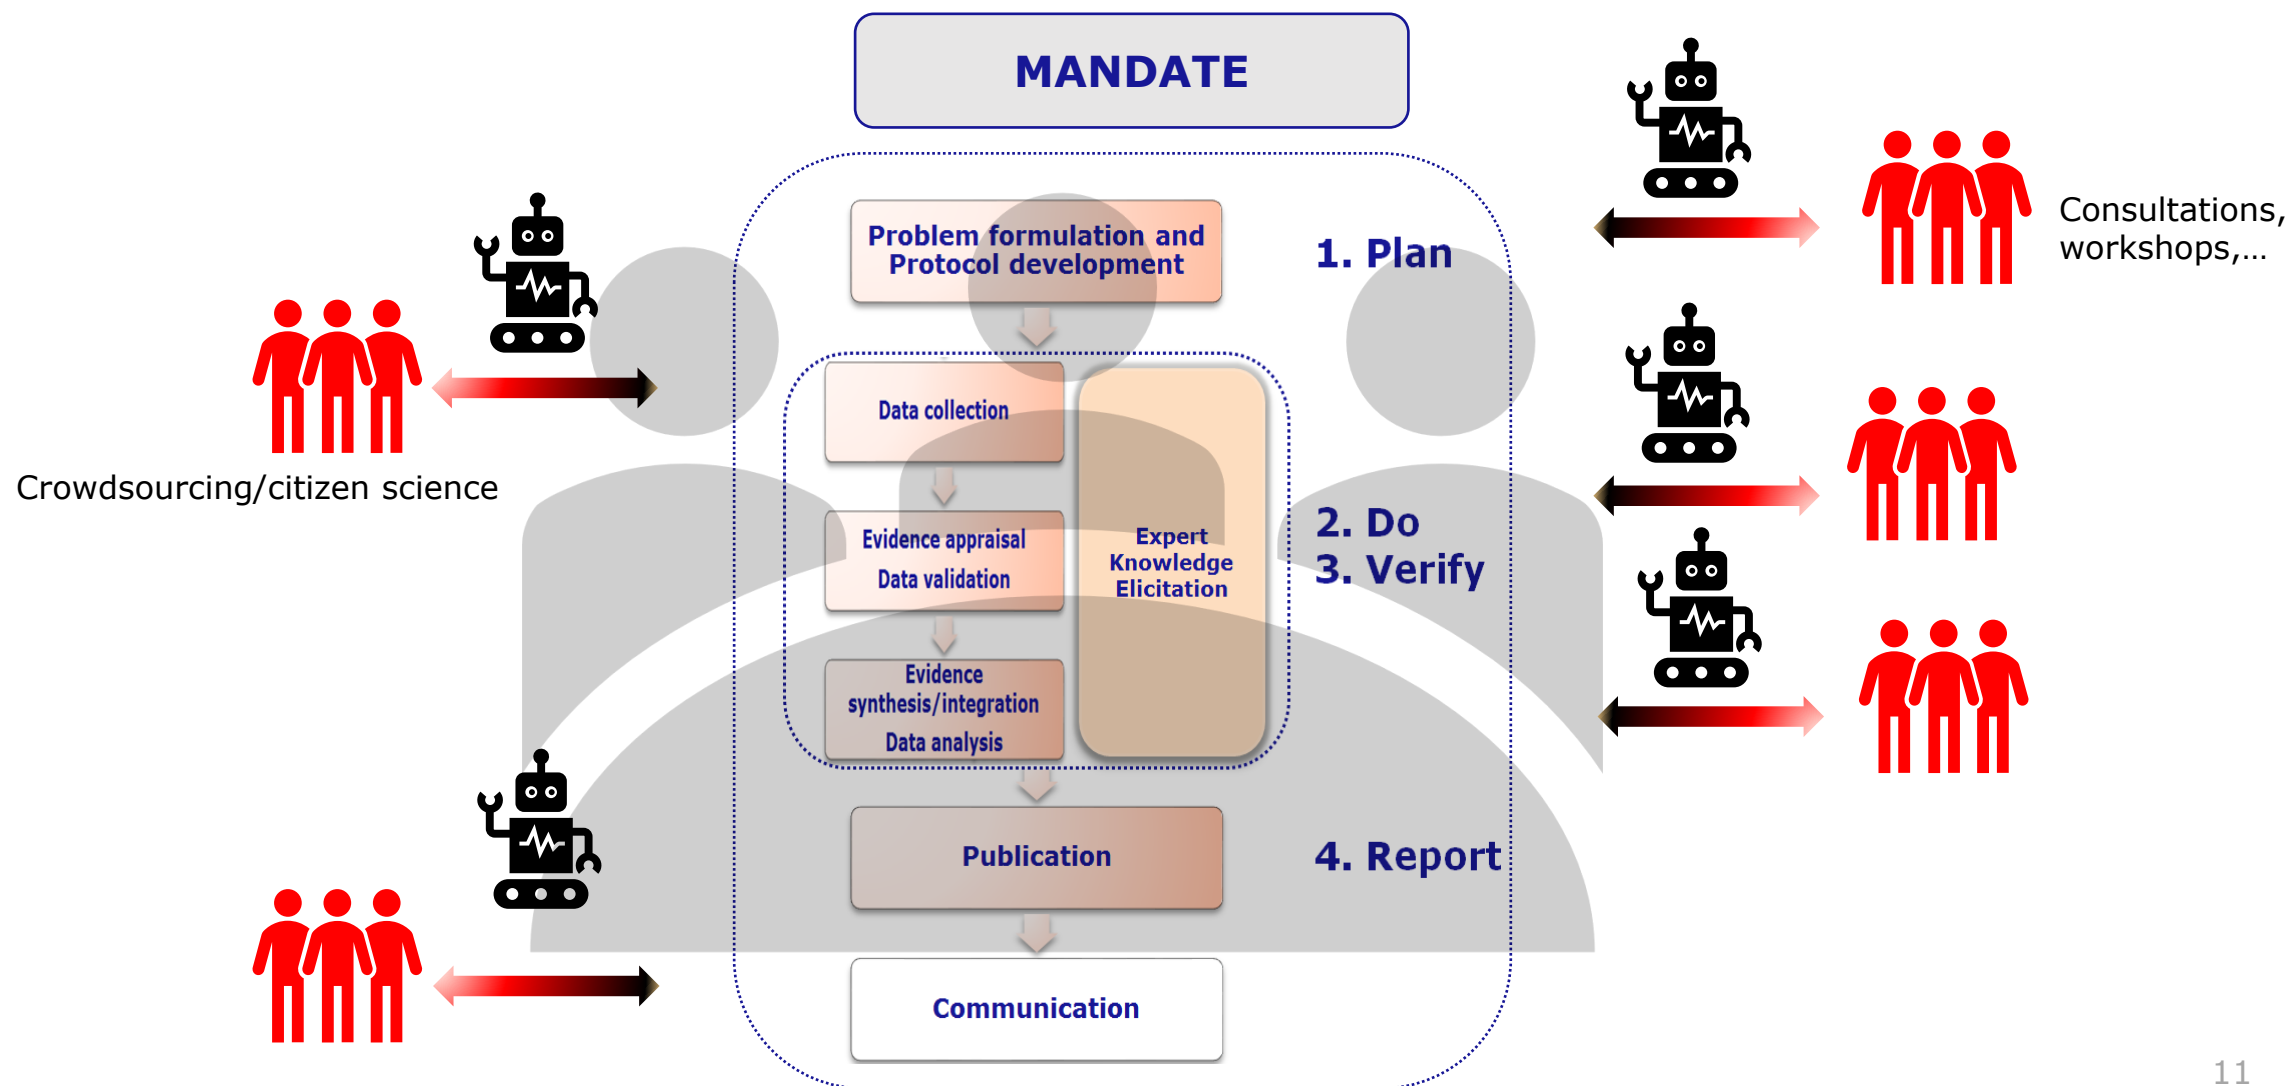 MANDATE
Problem formulation and
Protocol development
1. Plan
Consultations,
workshops,...
Data collection
Crowdsourcing/citizen science
Evidence appraisal
Data validation
Expert
Knowledge
Elicitation
2. Do
3. Verify
Evidence
synthesis/integration
Data analysis
Publication
4. Report
Communication
11